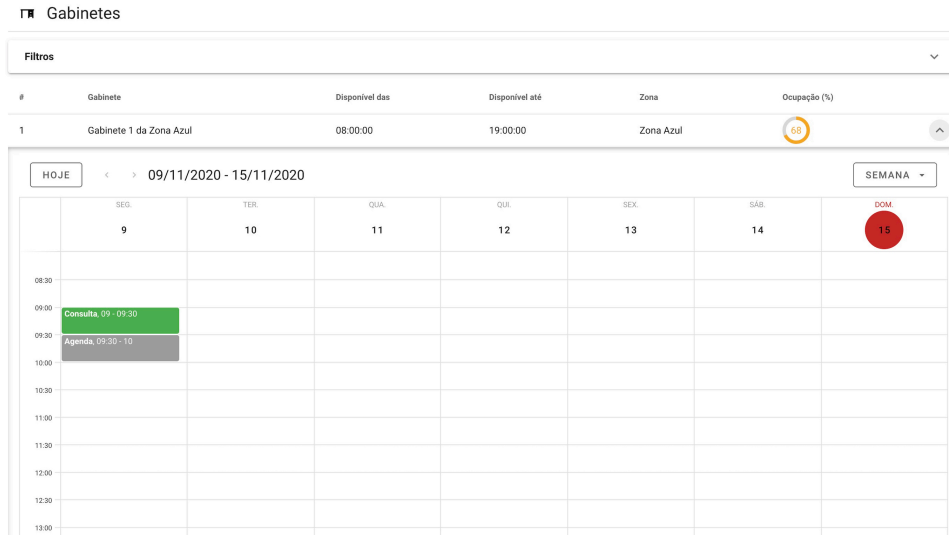 Gabinetes
Filtros
# Gabinete Disponível das Disponível até Zona Ocupação (%)
1 Gabinete 1 da Zona Azul 08:00:00 19:00:00 Zona Azul 68
HOJE 09/11/2020 - 15/11/2020 SEMANA
SEG. TER. QUA. QUI. SEX. SÁB. DOM.
9 10 11 12 13 14 15
08:30
09:00
Consulta, 09 - 09:30
09:30
Agenda, 09:30 - 10
10:00
10:30
11:00
11:30
12:00
12:30
13:00